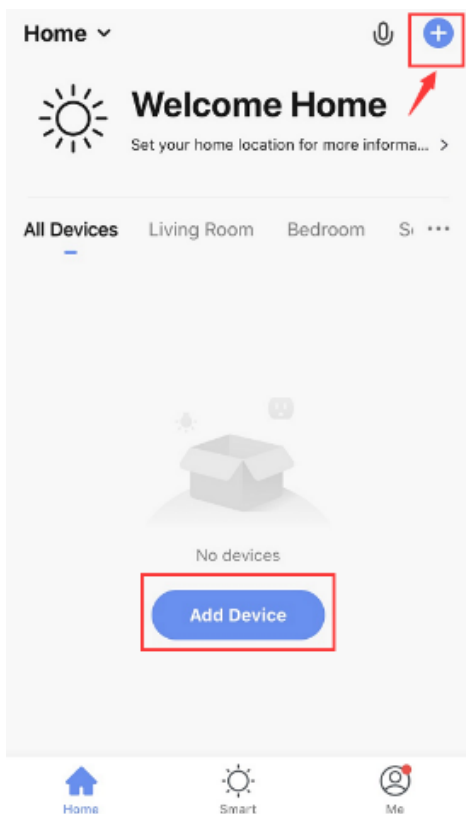 Home
Welcome Home
Set your home location for more informa... >
All Devices Living Room Bedroom S ...
No devices
Add Device
Home Smart Me